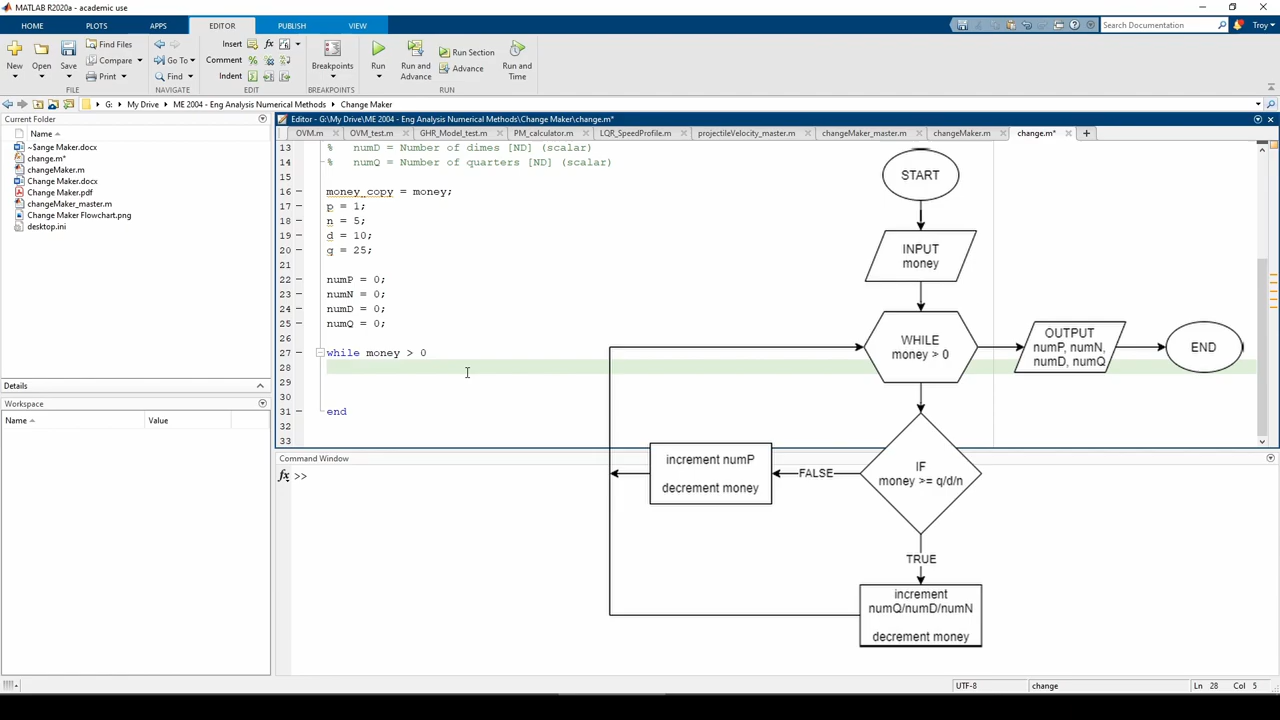 MATLAB R2020a - academic use
HOME PLOTS APPS EDITOR PUBLISH VIEW
Search Documentation Troy
New Open Save Find Files Compare Print
Go To Find
Insert fx Comment Indent
Breakpoints
Run Run and Advance Run Section Advance Run and Time
FILE NAVIGATE EDIT BREAKPOINTS RUN
G: My Drive ME 2004 - Eng Analysis Numerical Methods Change Maker
Current Folder
Name
~$ange Maker.docx
change.m*
changeMaker.m
Change Maker.docx
Change Maker.pdf
changeMaker_master.m
Change Maker Flowchart.png
desktop.ini
Details
Workspace
Name Value
Editor - G:\My Drive\ME 2004 - Eng Analysis Numerical Methods\Change Maker\change.m*
OVM.m OVM_test.m GHR_Model_test.m PM_calculator.m LQR_SpeedProfile.m projectileVelocity_master.m changeMaker_master.m changeMaker.m change.m*
13 % numD = Number of dimes [ND] (scalar)
14 % numQ = Number of quarters [ND] (scalar)
15
16 money_copy = money;
17 p = 1;
18 n = 5;
19 d = 10;
20 q = 25;
21
22 numP = 0;
23 numN = 0;
24 numD = 0;
25 numQ = 0;
26
27 while money > 0
28
29
30
31 end
32
33
START
INPUT
money
WHILE
money > 0
OUTPUT
numP, numN,
numD, numQ
END
IF
money >= q/d/n
FALSE
increment numP
decrement money
TRUE
increment
numQ/numD/numN
decrement money
Command Window
fx >>
UTF-8 change Ln 28 Col 5